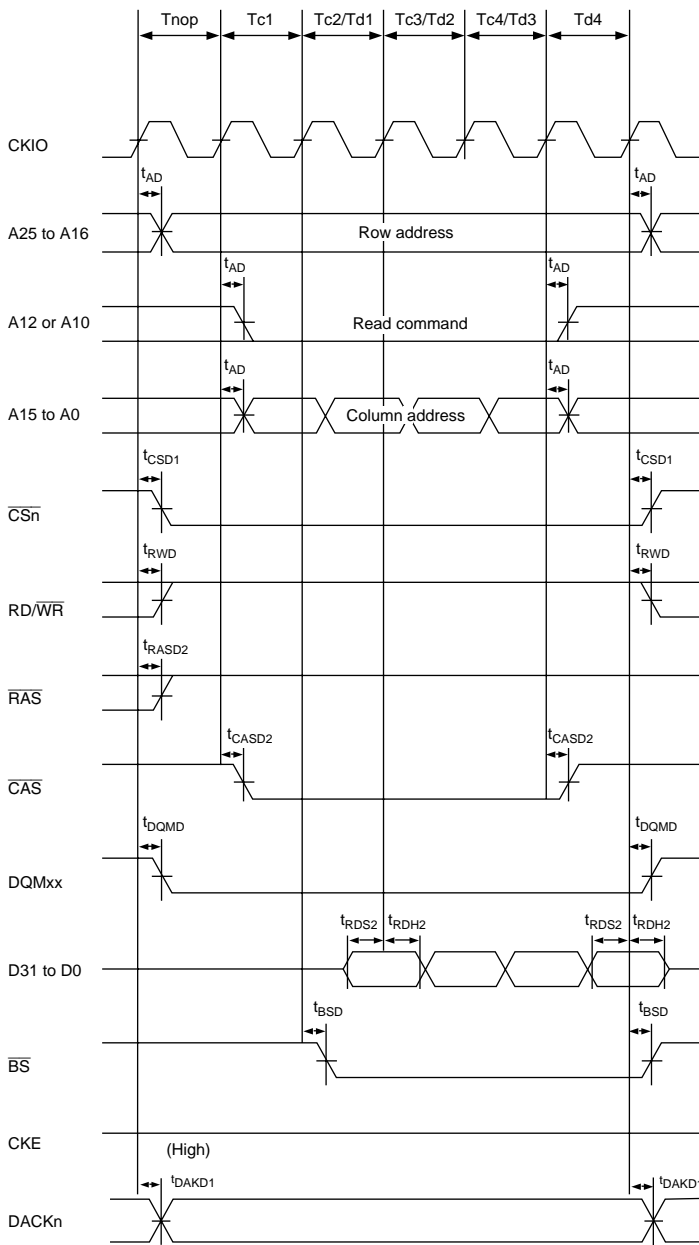 Tnop Tc1 Tc2/Td1 Tc3/Td2 Tc4/Td3 Td4
CKIO
tAD tAD
A25 to A16 Row address
tAD tAD
A12 or A10 Read command
tAD tAD
A15 to A0 Column address
tCSD1 tCSD1
CSn
tRWD tRWD
RD/WR
tRASD2
RAS
tCASD2 tCASD2
CAS
tDQMD tDQMD
DQMxx
tRDS2 tRDH2 tRDS2 tRDH2
D31 to D0
tBSD tBSD
BS
CKE
(High)
tDAKD1 tDAKD1
DACKn